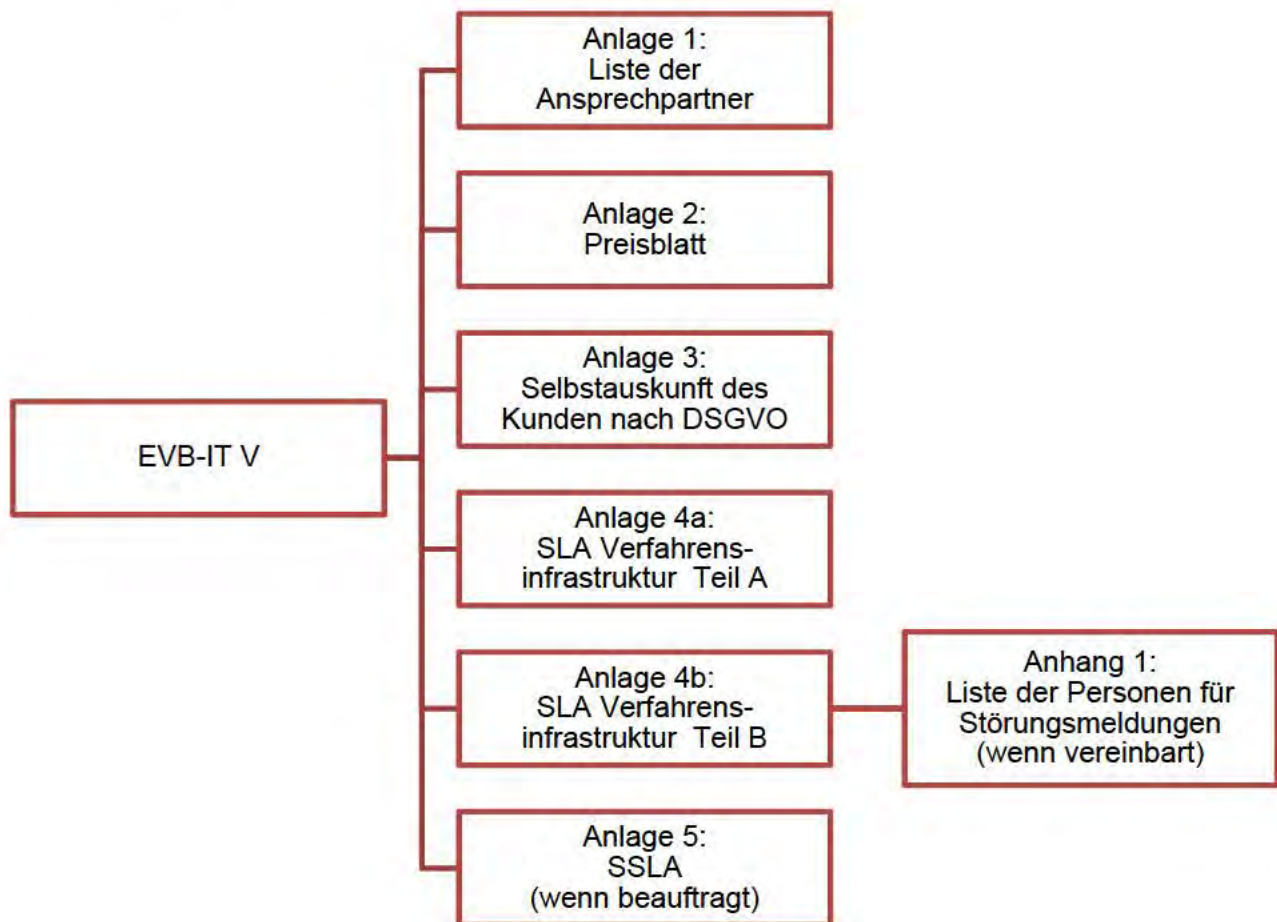 Anlage 1:
Liste der
Ansprechpartner
Anlage 2:
Preisblatt
Anlage 3:
Selbstauskunft des
Kunden nach DSGVO
EVB-IT V
Anlage 4a:
SLA Verfahrens-
infrastruktur Teil A
Anlage 4b:
SLA Verfahrens-
infrastruktur Teil B
Anhang 1:
Liste der Personen für
Störungsmeldungen
(wenn vereinbart)
Anlage 5:
SSLA
(wenn beauftragt)